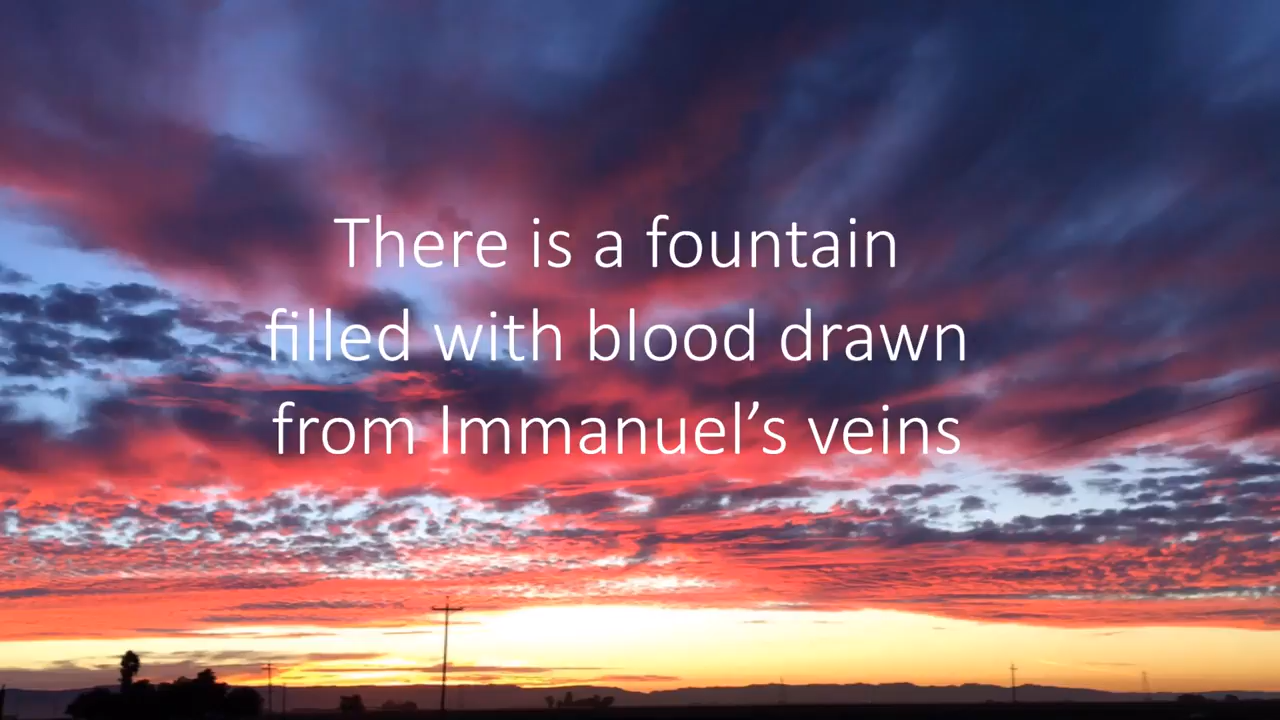 There is a fountain
filled with blood drawn
from Immanuel’s veins